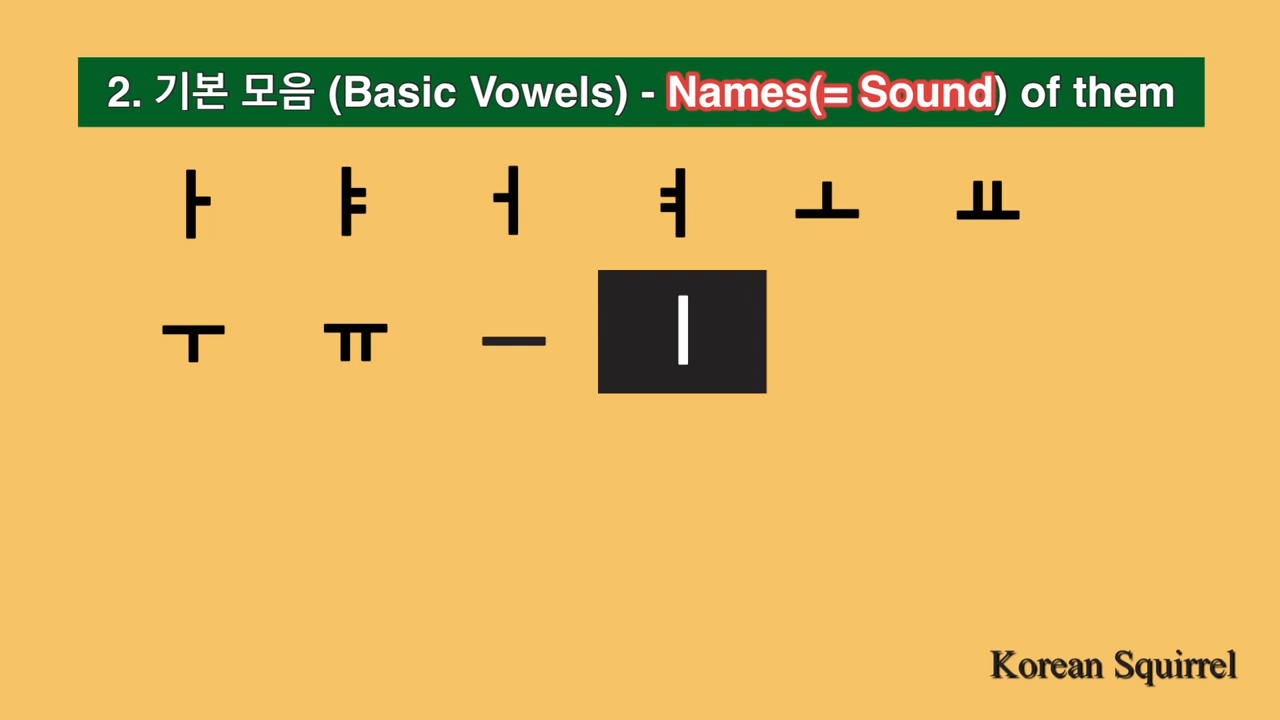 2. 기본 모음 (Basic Vowels) - Names(= Sound) of them
ㅏ ㅑ ㅓ ㅕ ㅗ ㅛ
ㅜ ㅠ ㅡ ㅣ
Korean Squirrel